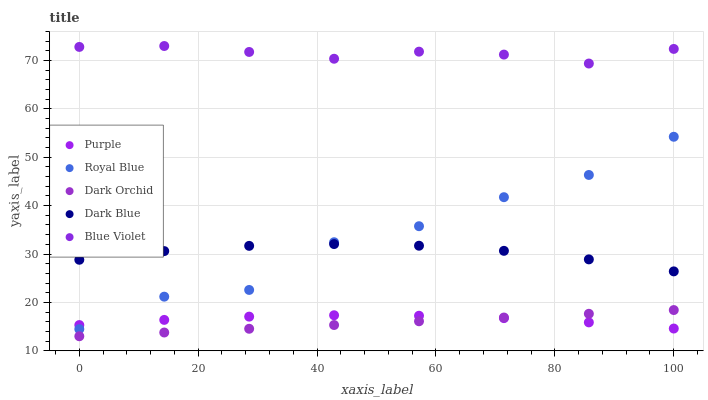 title
yaxis_label
70
60
50
40
30
20
10
Purple
Royal Blue
Dark Orchid
Dark Blue
Blue Violet
0
20
40
60
80
100
xaxis_label